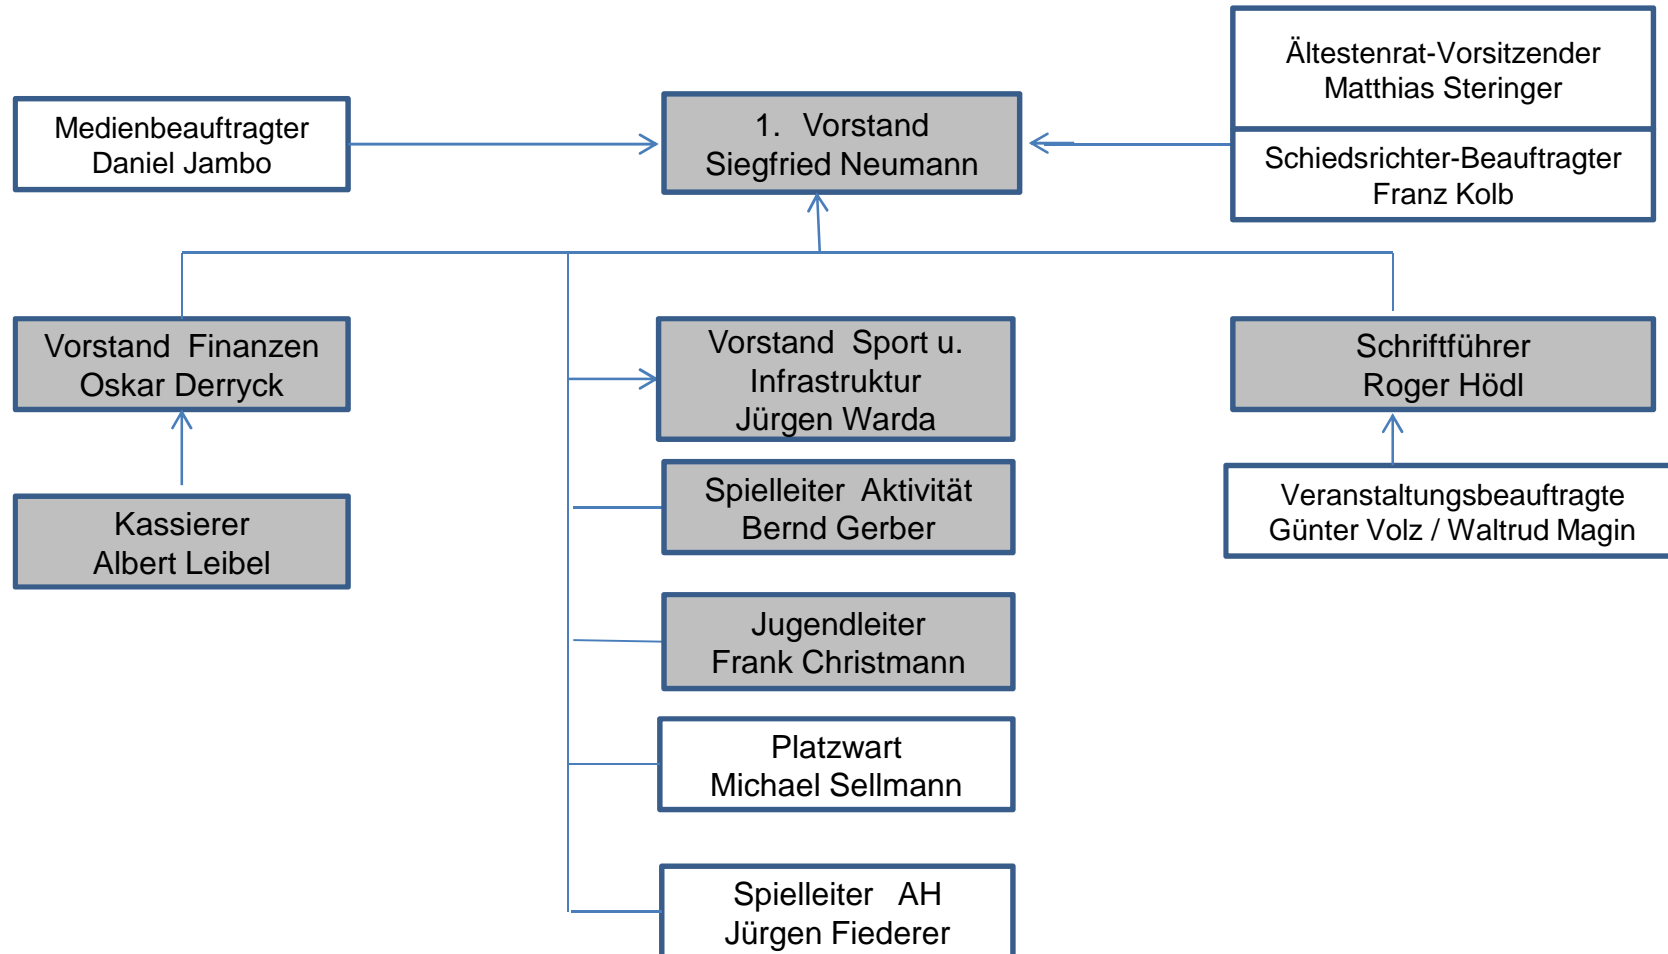 Ältestenrat-Vorsitzender
Matthias Steringer
Medienbeauftragter
Daniel Jambo
1. Vorstand
Siegfried Neumann
Schiedsrichter-Beauftragter
Franz Kolb
Vorstand Finanzen
Oskar Derryck
Vorstand Sport u.
Infrastruktur
Jürgen Warda
Schriftführer
Roger Hödl
Kassierer
Albert Leibel
Spielleiter Aktivität
Bernd Gerber
Veranstaltungsbeauftragte
Günter Volz / Waltrud Magin
Jugendleiter
Frank Christmann
Platzwart
Michael Sellmann
Spielleiter AH
Jürgen Fiederer